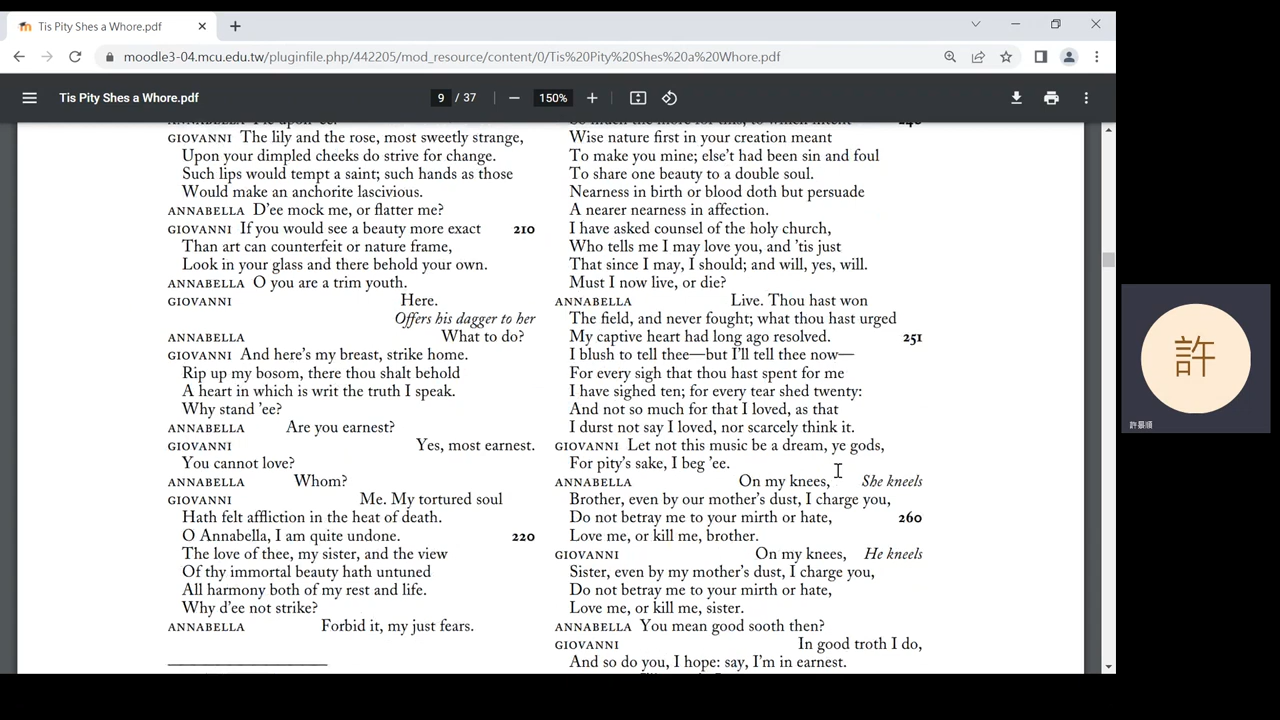 Tis Pity Shes a Whore.pdf
moodle3-04.mcu.edu.tw/pluginfile.php/442205/mod_resource/content/0/Tis%20Pity%20Shes%20a%20Whore.pdf
Tis Pity Shes a Whore.pdf
9 / 37
150%
GIOVANNI The lily and the rose, most sweetly strange,
Upon your dimpled cheeks do strive for change.
Such lips would tempt a saint; such hands as those
Would make an anchorite lascivious.
ANNABELLA D'ee mock me, or flatter me?
GIOVANNI If you would see a beauty more exact 210
Than art can counterfeit or nature frame,
Look in your glass and there behold your own.
ANNABELLA O you are a trim youth.
GIOVANNI Here.
Offers his dagger to her
ANNABELLA What to do?
GIOVANNI And here's my breast, strike home.
Rip up my bosom, there thou shalt behold
A heart in which is writ the truth I speak.
Why stand 'ee?
ANNABELLA Are you earnest?
GIOVANNI Yes, most earnest.
You cannot love?
ANNABELLA Whom?
GIOVANNI Me. My tortured soul
Hath felt affliction in the heat of death.
O Annabella, I am quite undone. 220
The love of thee, my sister, and the view
Of thy immortal beauty hath untuned
All harmony both of my rest and life.
Why d'ee not strike?
ANNABELLA Forbid it, my just fears.
Wise nature first in your creation meant
To make you mine; else't had been sin and foul
To share one beauty to a double soul.
Nearness in birth or blood doth but persuade
A nearer nearness in affection.
I have asked counsel of the holy church,
Who tells me I may love you, and 'tis just
That since I may, I should; and will, yes, will.
Must I now live, or die?
ANNABELLA Live. Thou hast won
The field, and never fought; what thou hast urged
My captive heart had long ago resolved. 251
I blush to tell thee—but I'll tell thee now—
For every sigh that thou hast spent for me
I have sighed ten; for every tear shed twenty:
And not so much for that I loved, as that
I durst not say I loved, nor scarcely think it.
GIOVANNI Let not this music be a dream, ye gods,
For pity's sake, I beg 'ee.
ANNABELLA On my knees, She kneels
Brother, even by our mother's dust, I charge you,
Do not betray me to your mirth or hate, 260
Love me, or kill me, brother.
GIOVANNI On my knees, He kneels
Sister, even by my mother's dust, I charge you,
Do not betray me to your mirth or hate,
Love me, or kill me, sister.
ANNABELLA You mean good sooth then?
GIOVANNI In good troth I do,
And so do you, I hope: say, I'm in earnest.
許
許景順